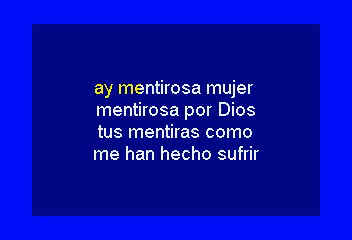 ay mentirosa mujer
mentirosa por Dios
tus mentiras como
me han hecho sufrir